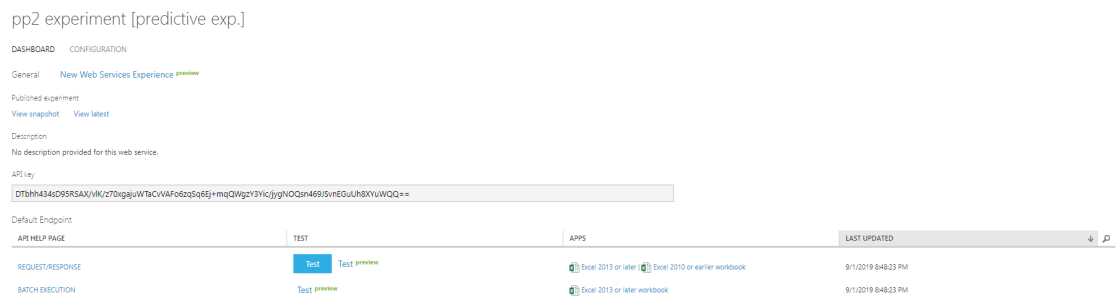 pp2 experiment [predictive exp.]
DASHBOARD CONFIGURATION
General New Web Services Experience preview
Published experiment
View snapshot View latest
Description
No description provided for this web service.
API key
DTbhh434sD95RSAX/vlK/z70xgajuWTaCvVAFo6zqSq6Ej+mqQWgzY3Yic/jygNOQsn469JSvnEGuUh8XYuWQQ==
Default Endpoint
API HELP PAGE TEST APPS LAST UPDATED
REQUEST/RESPONSE Test Test preview Excel 2013 or later | Excel 2010 or earlier workbook 9/1/2019 8:48:23 PM
BATCH EXECUTION Test preview Excel 2013 or later workbook 9/1/2019 8:48:23 PM